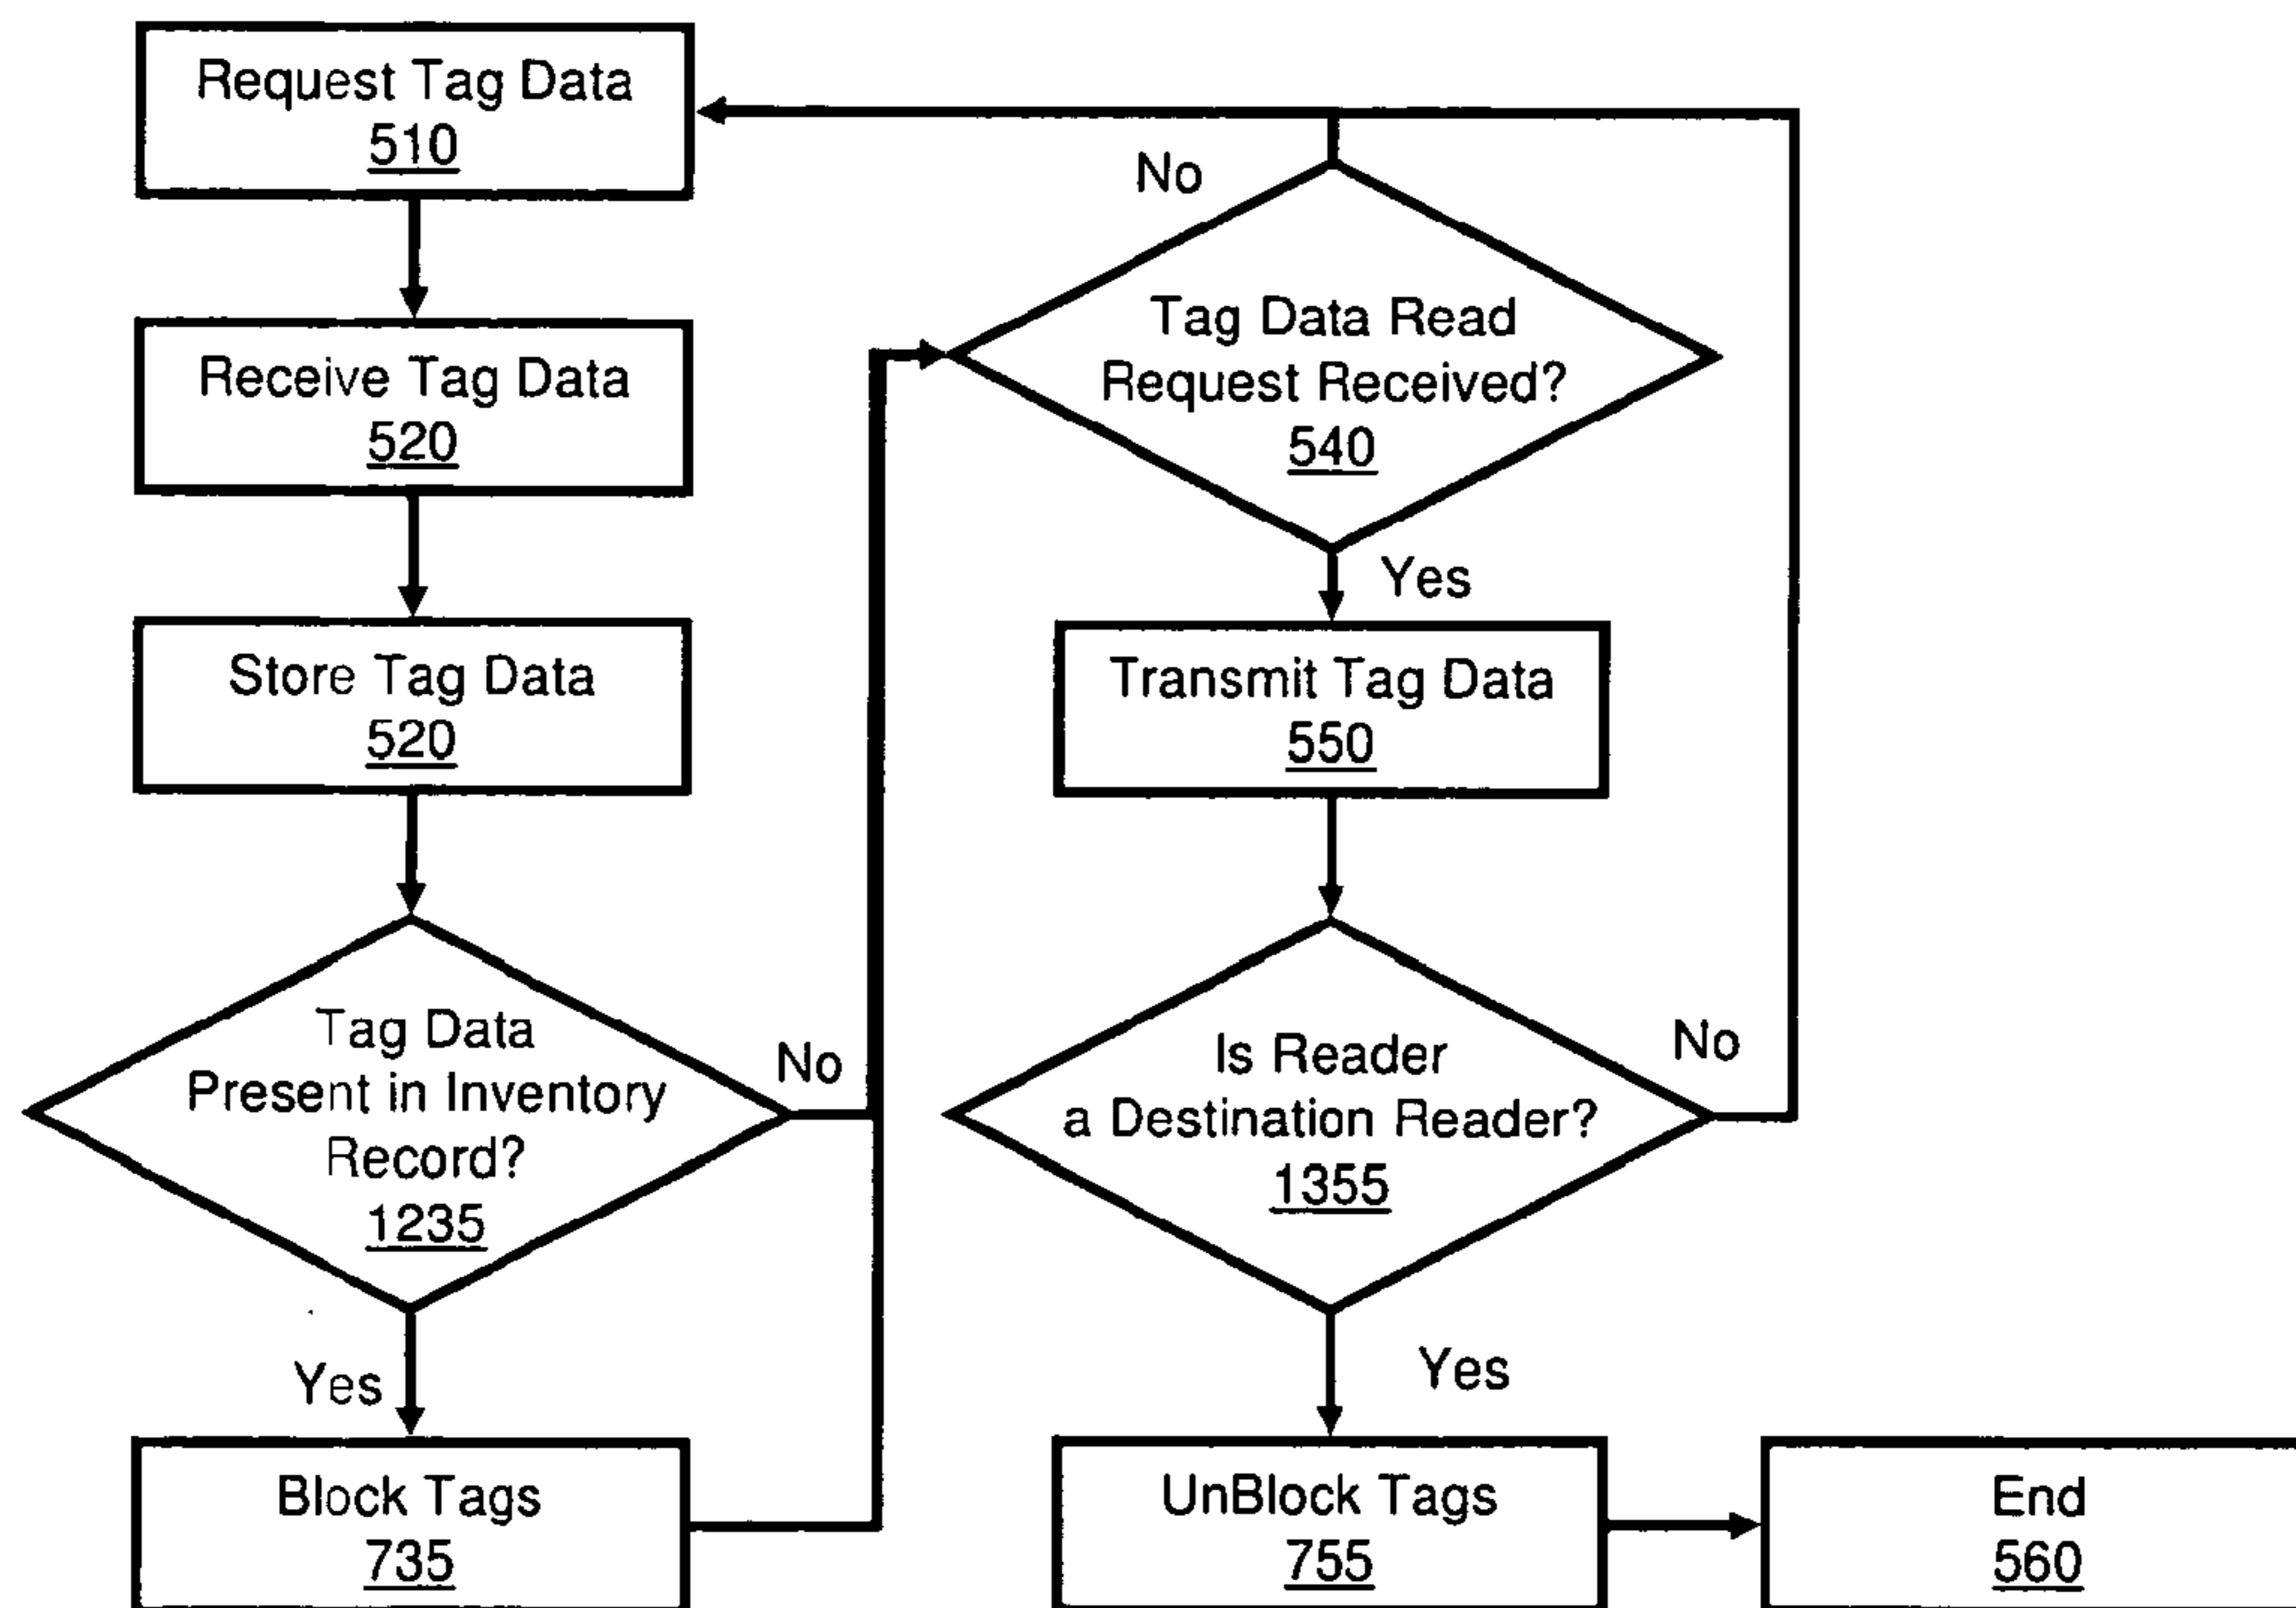 Request Tag Data
510
Receive Tag Data
520
Store Tag Data
520
Tag Data
Present in Inventory
Record?
1235
No
Yes
Block Tags
735
No
Tag Data Read
Request Received?
540
Yes
Transmit Tag Data
550
Is Reader
a Destination Reader?
1355
No
Yes
UnBlock Tags
755
End
560